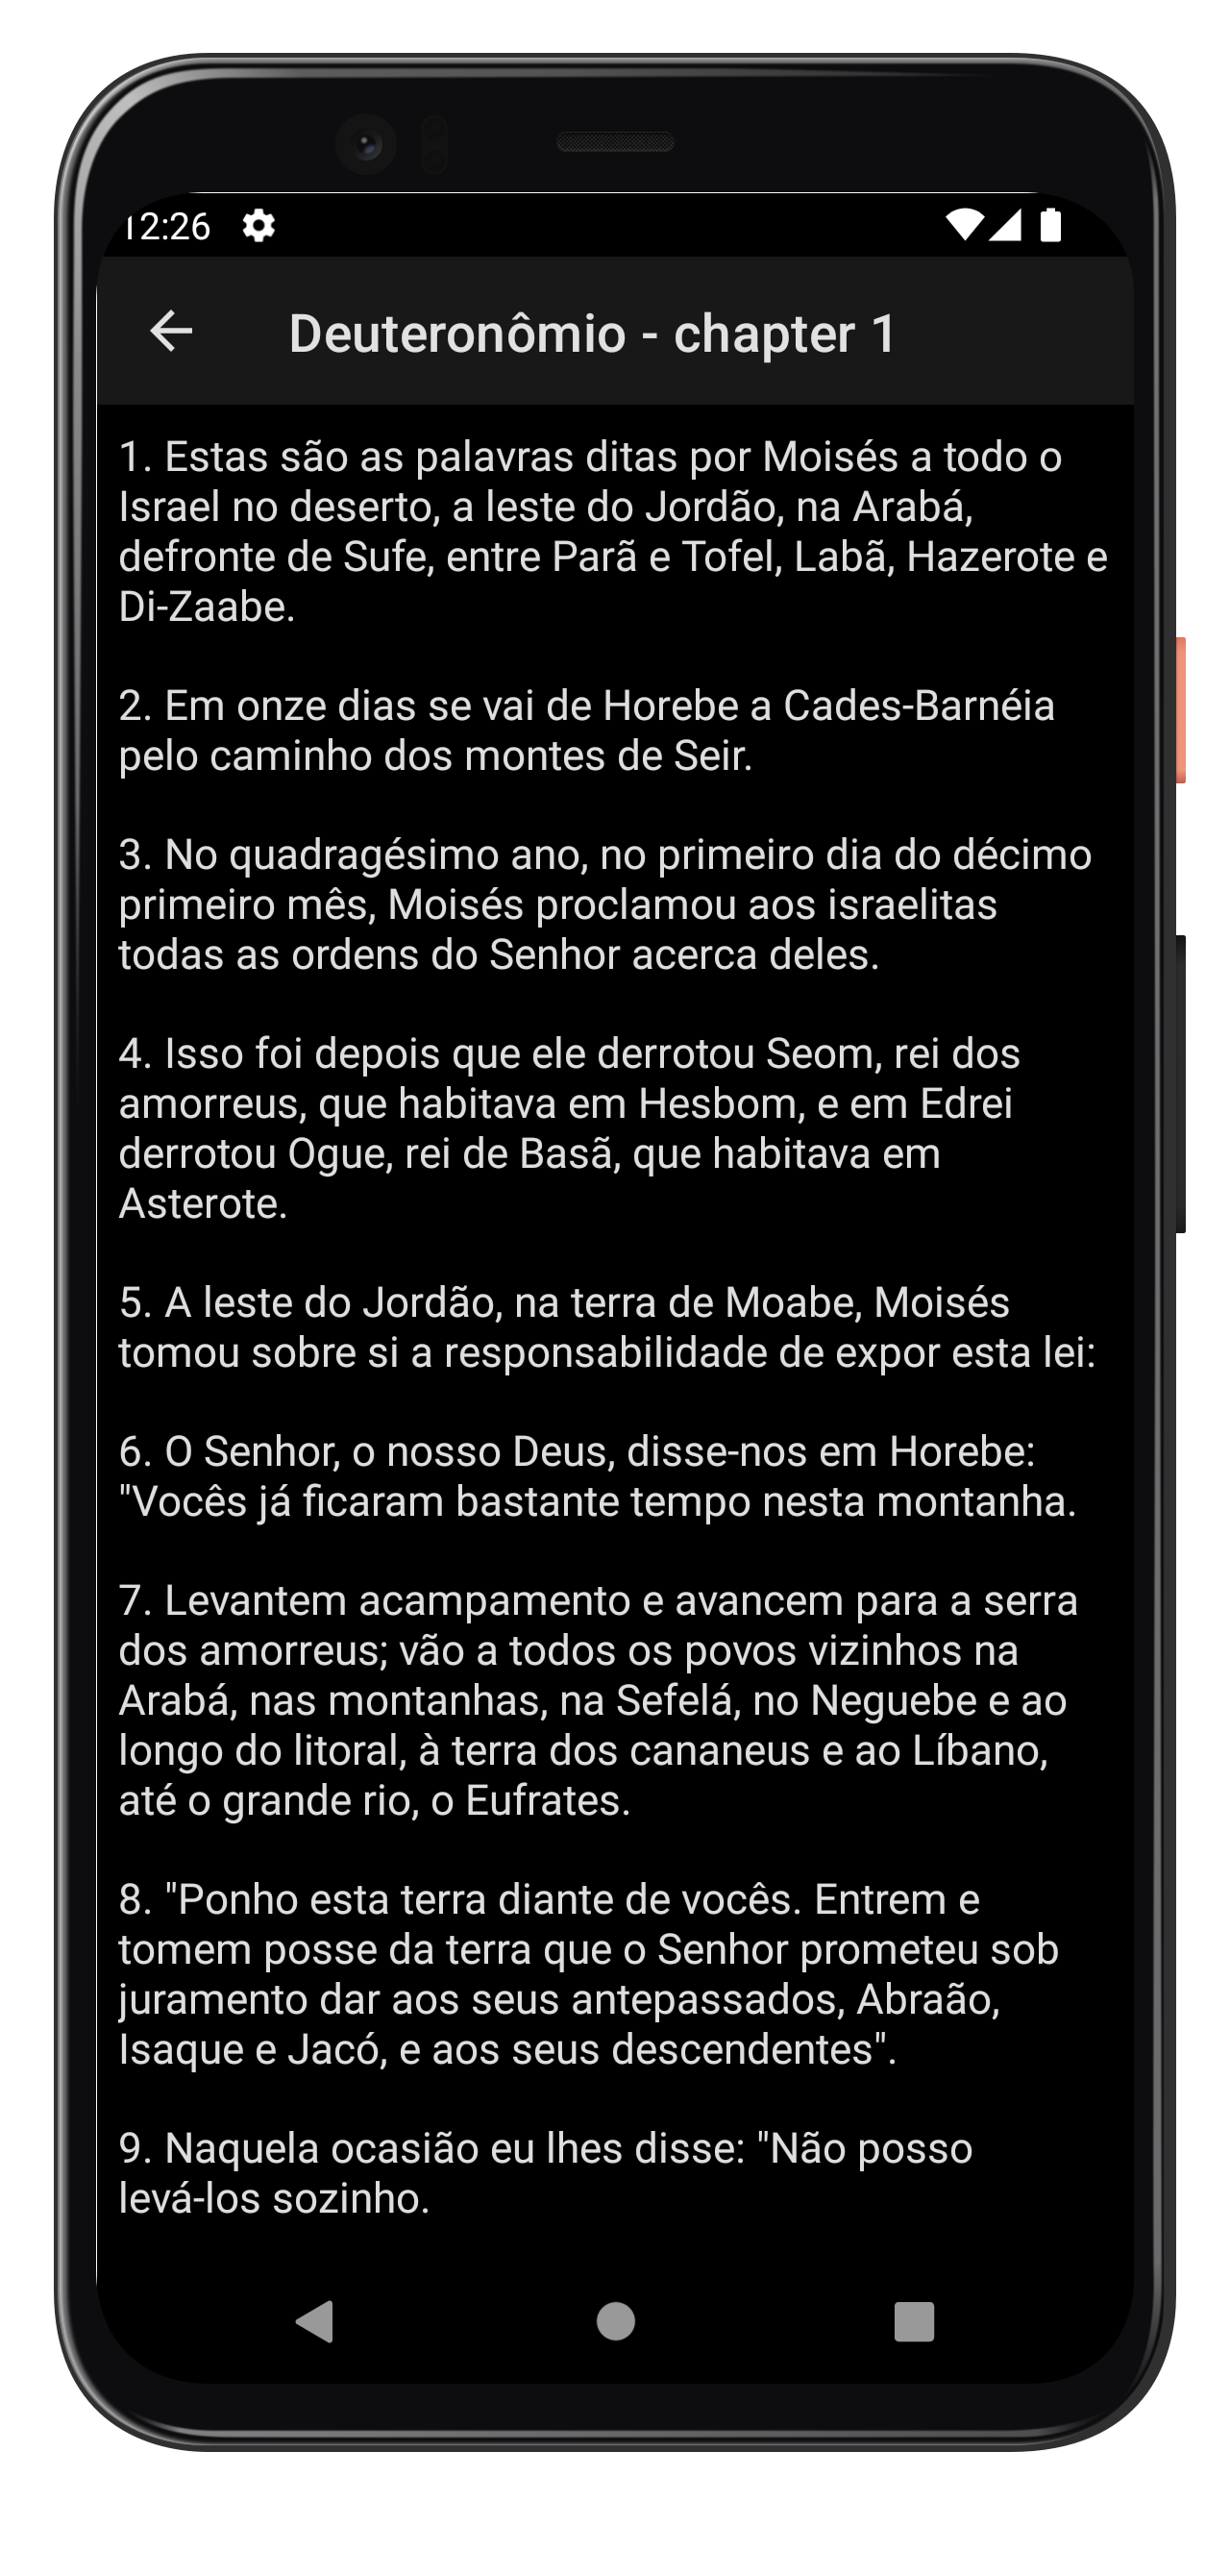 12:26
Deuteronômio - chapter 1
1. Estas são as palavras ditas por Moisés a todo o
Israel no deserto, a leste do Jordão, na Arabá,
defronte de Sufe, entre Parã e Tofel, Labã, Hazerote e
Di-Zaabe.
2. Em onze dias se vai de Horebe a Cades-Barnéia
pelo caminho dos montes de Seir.
3. No quadragésimo ano, no primeiro dia do décimo
primeiro mês, Moisés proclamou aos israelitas
todas as ordens do Senhor acerca deles.
4. Isso foi depois que ele derrotou Seom, rei dos
amorreus, que habitava em Hesbom, e em Edrei
derrotou Ogue, rei de Basã, que habitava em
Asterote.
5. A leste do Jordão, na terra de Moabe, Moisés
tomou sobre si a responsabilidade de expor esta lei:
6. O Senhor, o nosso Deus, disse-nos em Horebe:
"Vocês já ficaram bastante tempo nesta montanha.
7. Levantem acampamento e avancem para a serra
dos amorreus; vão a todos os povos vizinhos na
Arabá, nas montanhas, na Sefelá, no Neguebe e ao
longo do litoral, à terra dos cananeus e ao Líbano,
até o grande rio, o Eufrates.
8. "Ponho esta terra diante de vocês. Entrem e
tomem posse da terra que o Senhor prometeu sob
juramento dar aos seus antepassados, Abraão,
Isaque e Jacó, e aos seus descendentes".
9. Naquela ocasião eu lhes disse: "Não posso
levá-los sozinho.